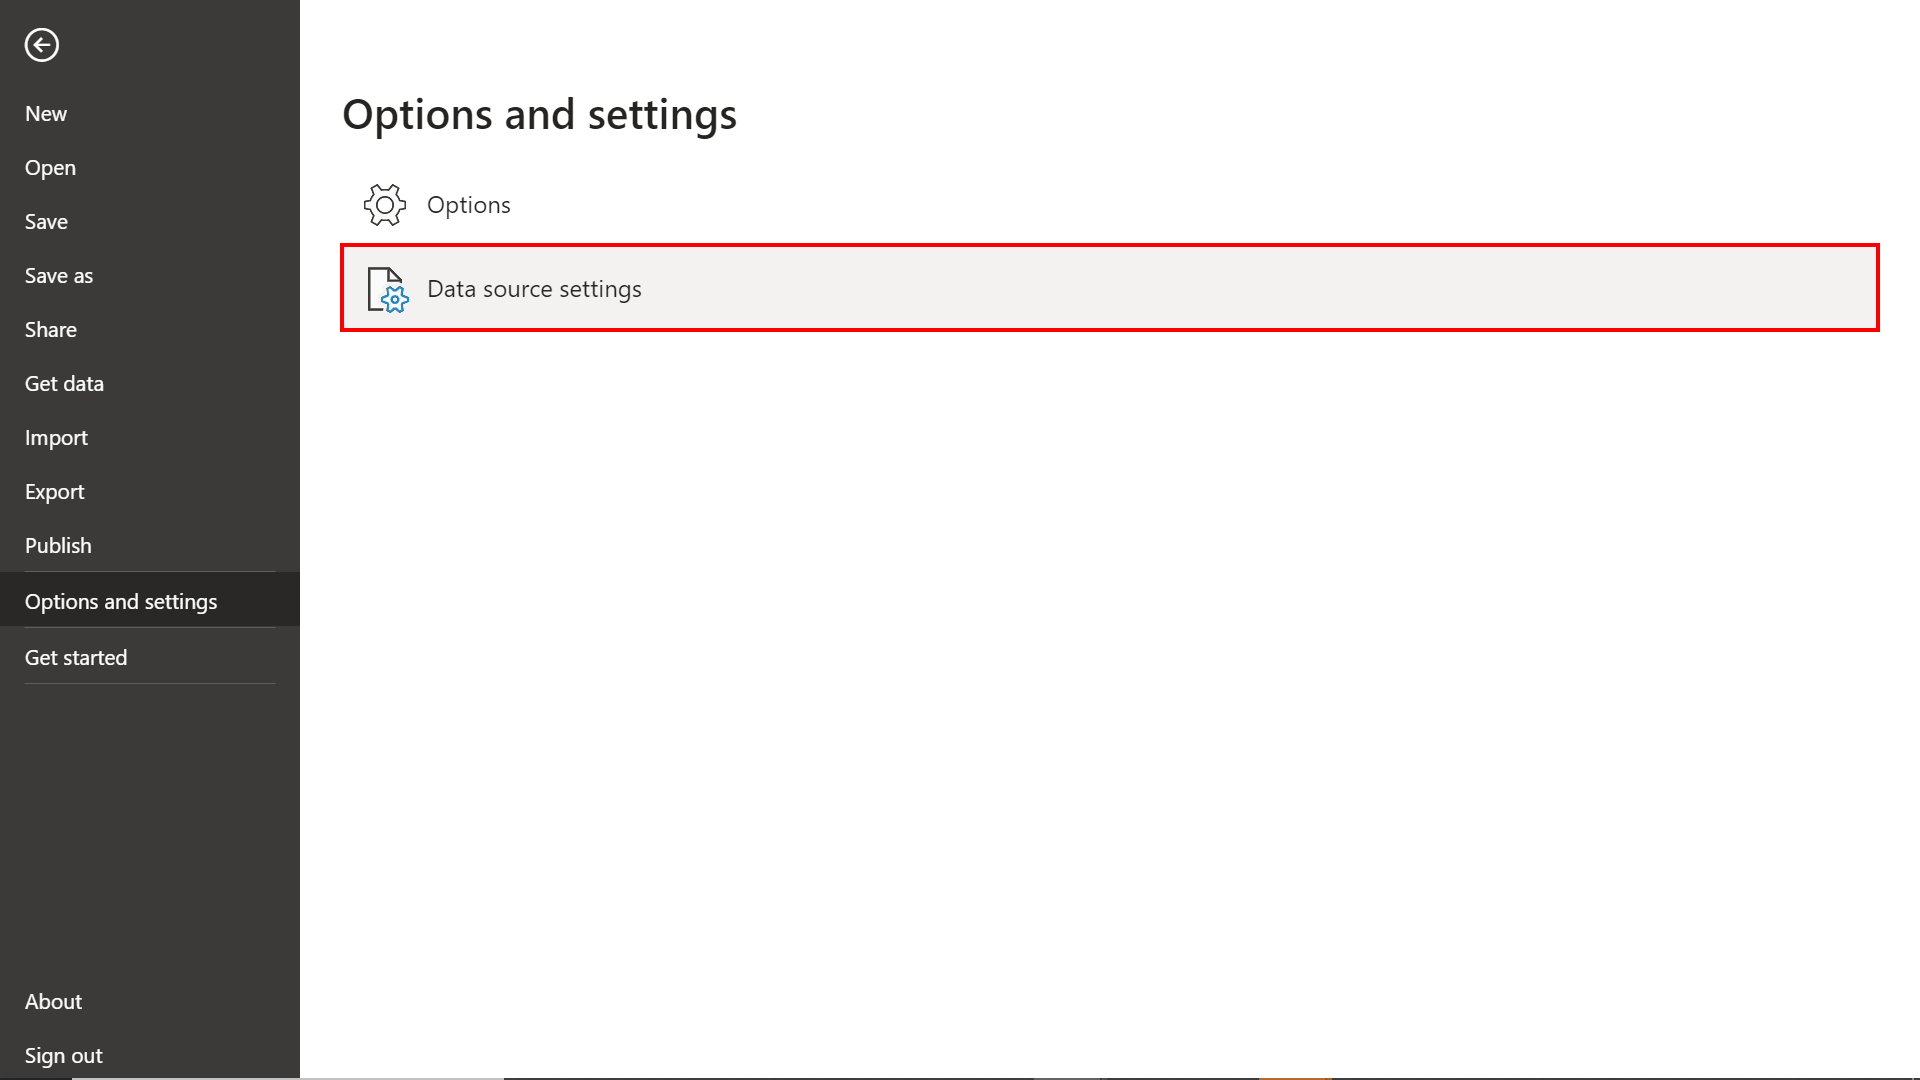 New
Open
Save
Save as
Share
Get data
Import
Export
Publish
Options and settings
Get started
About
Sign out
Options and settings
Options
Data source settings